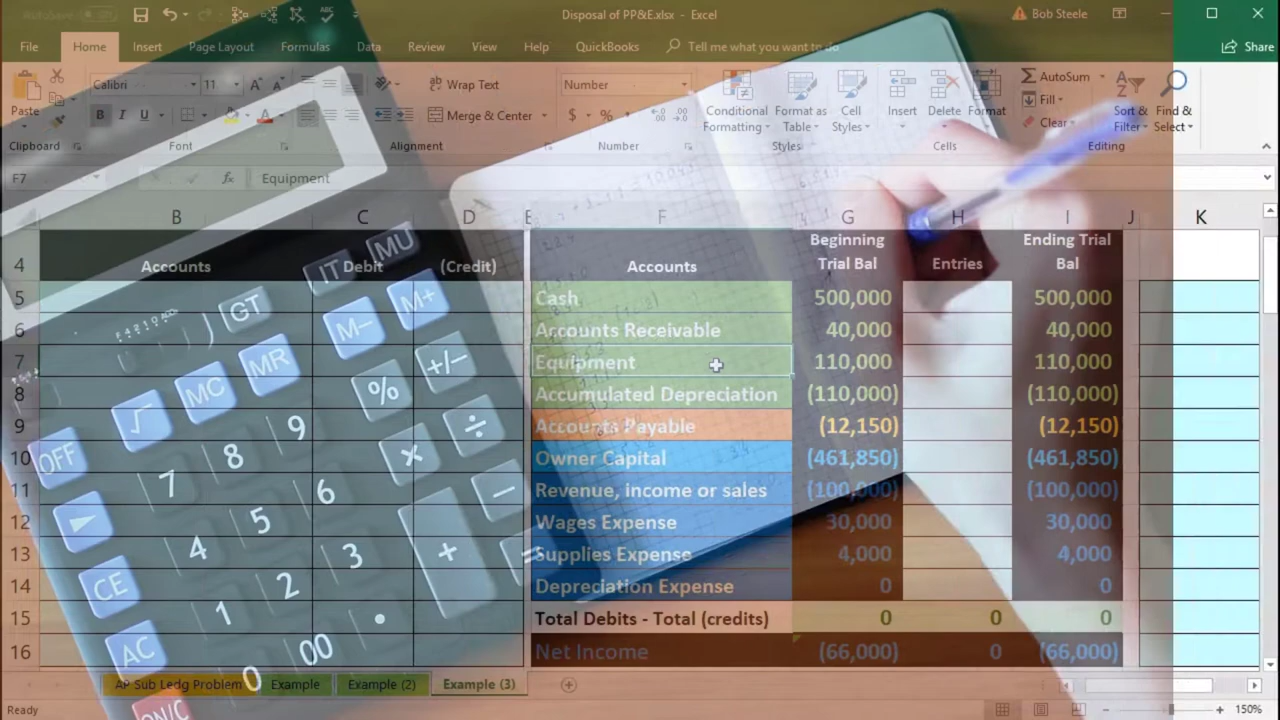 Disposal of PP&E.xlsx - Excel
Bob Steele
File Home Insert Page Layout Formulas Data Review View Help QuickBooks Tell me what you want to do
Share
Paste
Clipboard
Calibri 11
B I U
Font
Wrap Text
Merge & Center
Alignment
Number
$ % ,
Number
Conditional Formatting
Format as Table
Cell Styles
Styles
Insert
Delete
Format
Cells
AutoSum
Fill
Clear
Sort & Filter
Find & Select
Editing
F7 fx Equipment
B C D E F G H I J K
4 Accounts Debit (Credit) Accounts Beginning Trial Bal Entries Ending Trial Bal
5 Cash 500,000 500,000
6 Accounts Receivable 40,000 40,000
7 Equipment 110,000 110,000
8 Accumulated Depreciation (110,000) (110,000)
9 Accounts Payable (12,150) (12,150)
10 Owner Capital (461,850) (461,850)
11 Revenue, income or sales (100,000) (100,000)
12 Wages Expense 30,000 30,000
13 Supplies Expense 4,000 4,000
14 Depreciation Expense 0 0
15 Total Debits - Total (credits) 0 0 0
16 Net Income (66,000) 0 (66,000)
AP Sub Ledg Problem Example Example (2) Example (3)
Ready
150%
IT MU
GT M- M+
√ MC MR % +/-
OFF 7 8 9 × ÷
4 5 6 −
CE 1 2 3 + =
AC 0 00 .
ON/C